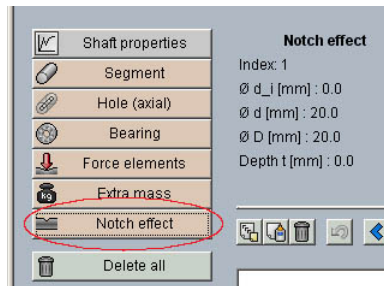 Shaft properties
Segment
Hole (axial)
Bearing
Force elements
kg
Extra mass
Notch effect
Delete all
Notch effect
Index: 1
Ø d_i [mm] : 0.0
Ø d [mm] : 20.0
Ø D [mm] : 20.0
Depth t [mm] : 0.0